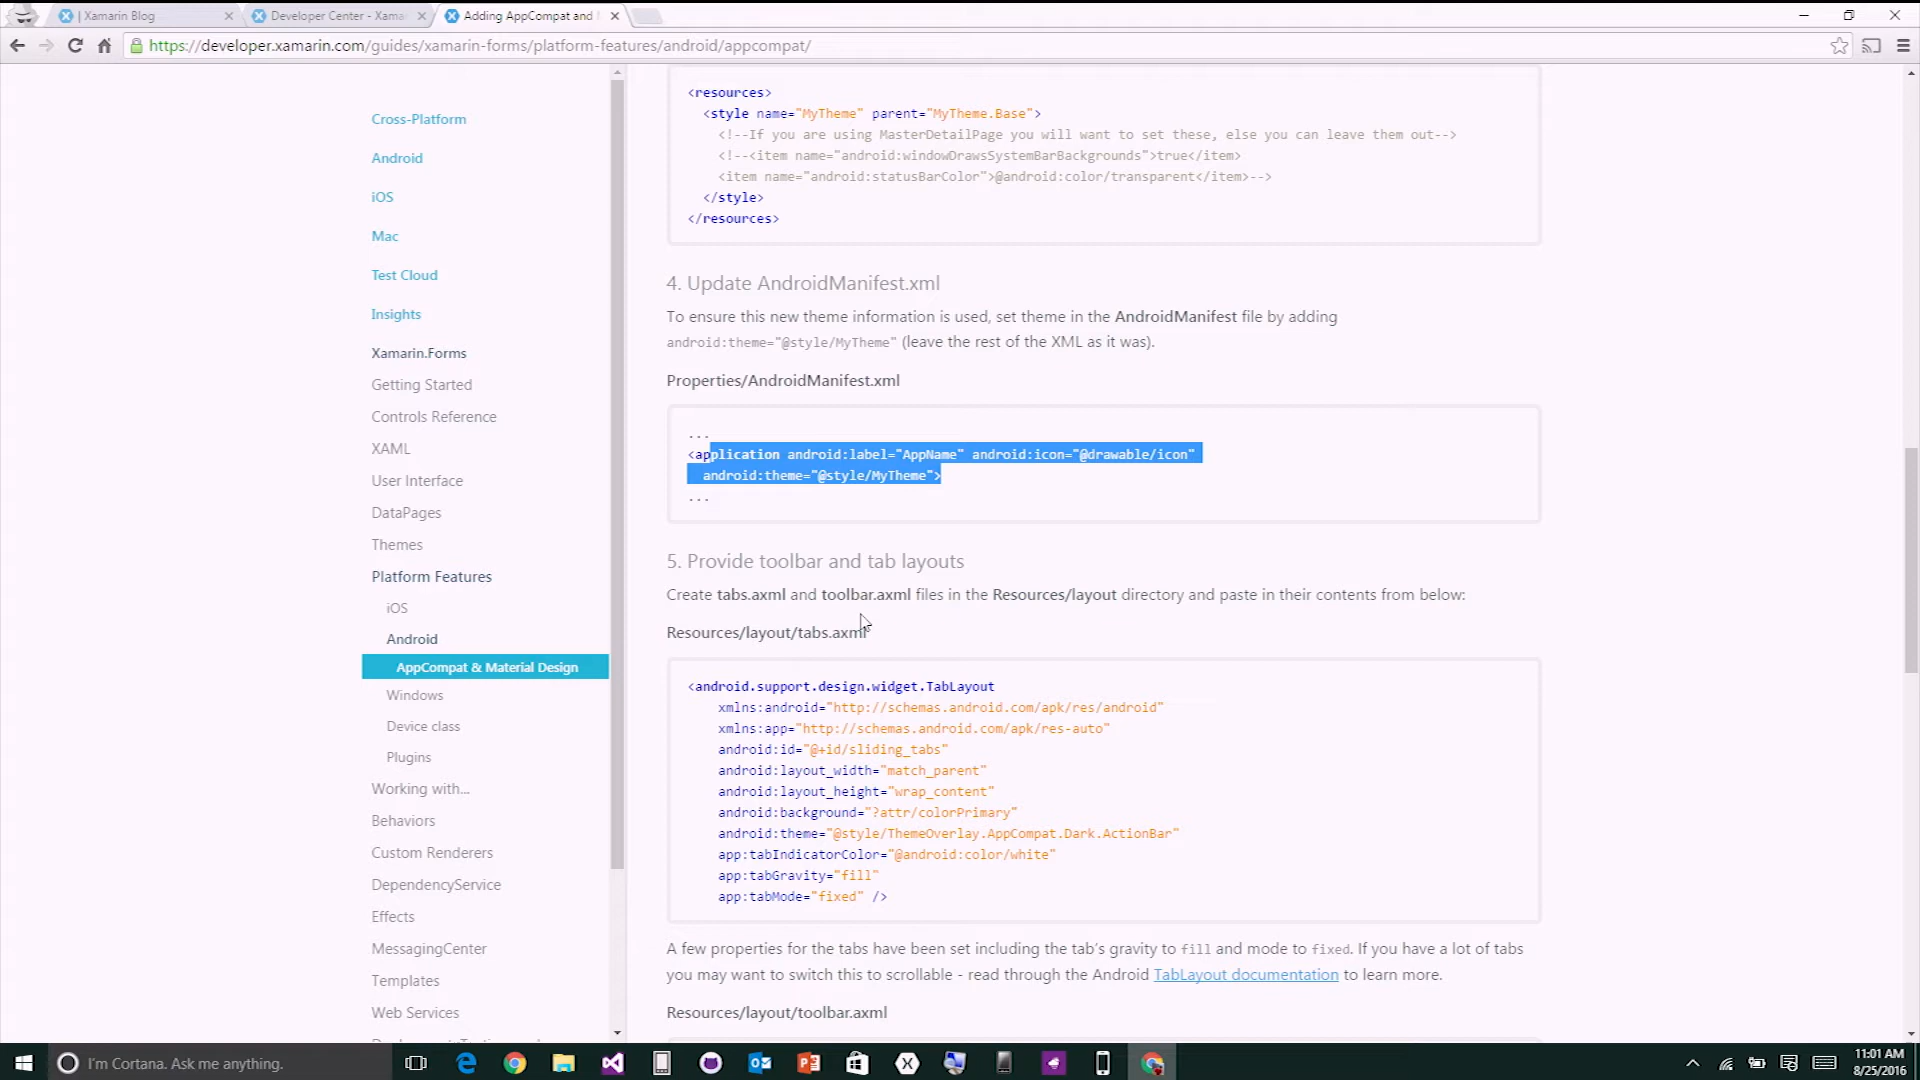 | Xamarin Blog
Developer Center - Xama
Adding AppCompat and
https://developer.xamarin.com/guides/xamarin-forms/platform-features/android/appcompat/
Cross-Platform
Android
iOS
Mac
Test Cloud
Insights
Xamarin.Forms
Getting Started
Controls Reference
XAML
User Interface
DataPages
Themes
Platform Features
iOS
Android
AppCompat & Material Design
Windows
Device class
Plugins
Working with...
Behaviors
Custom Renderers
DependencyService
Effects
MessagingCenter
Templates
Web Services
<resources>
<style name="MyTheme" parent="MyTheme.Base">
<!--If you are using MasterDetailPage you will want to set these, else you can leave them out-->
<!--<item name="android:windowDrawsSystemBarBackgrounds">true</item>
<item name="android:statusBarColor">@android:color/transparent</item>-->
</style>
</resources>
4. Update AndroidManifest.xml
To ensure this new theme information is used, set theme in the AndroidManifest file by adding
android:theme="@style/MyTheme" (leave the rest of the XML as it was).
Properties/AndroidManifest.xml
...
<application android:label="AppName" android:icon="@drawable/icon"
android:theme="@style/MyTheme">
...
5. Provide toolbar and tab layouts
Create tabs.axml and toolbar.axml files in the Resources/layout directory and paste in their contents from below:
Resources/layout/tabs.axml
<android.support.design.widget.TabLayout
xmlns:android="http://schemas.android.com/apk/res/android"
xmlns:app="http://schemas.android.com/apk/res-auto"
android:id="@+id/sliding_tabs"
android:layout_width="match_parent"
android:layout_height="wrap_content"
android:background="?attr/colorPrimary"
android:theme="@style/ThemeOverlay.AppCompat.Dark.ActionBar"
app:tabIndicatorColor="@android:color/white"
app:tabGravity="fill"
app:tabMode="fixed" />
A few properties for the tabs have been set including the tab's gravity to fill and mode to fixed. If you have a lot of tabs
you may want to switch this to scrollable - read through the Android TabLayout documentation to learn more.
Resources/layout/toolbar.axml
I'm Cortana. Ask me anything.
11:01 AM
8/25/2016